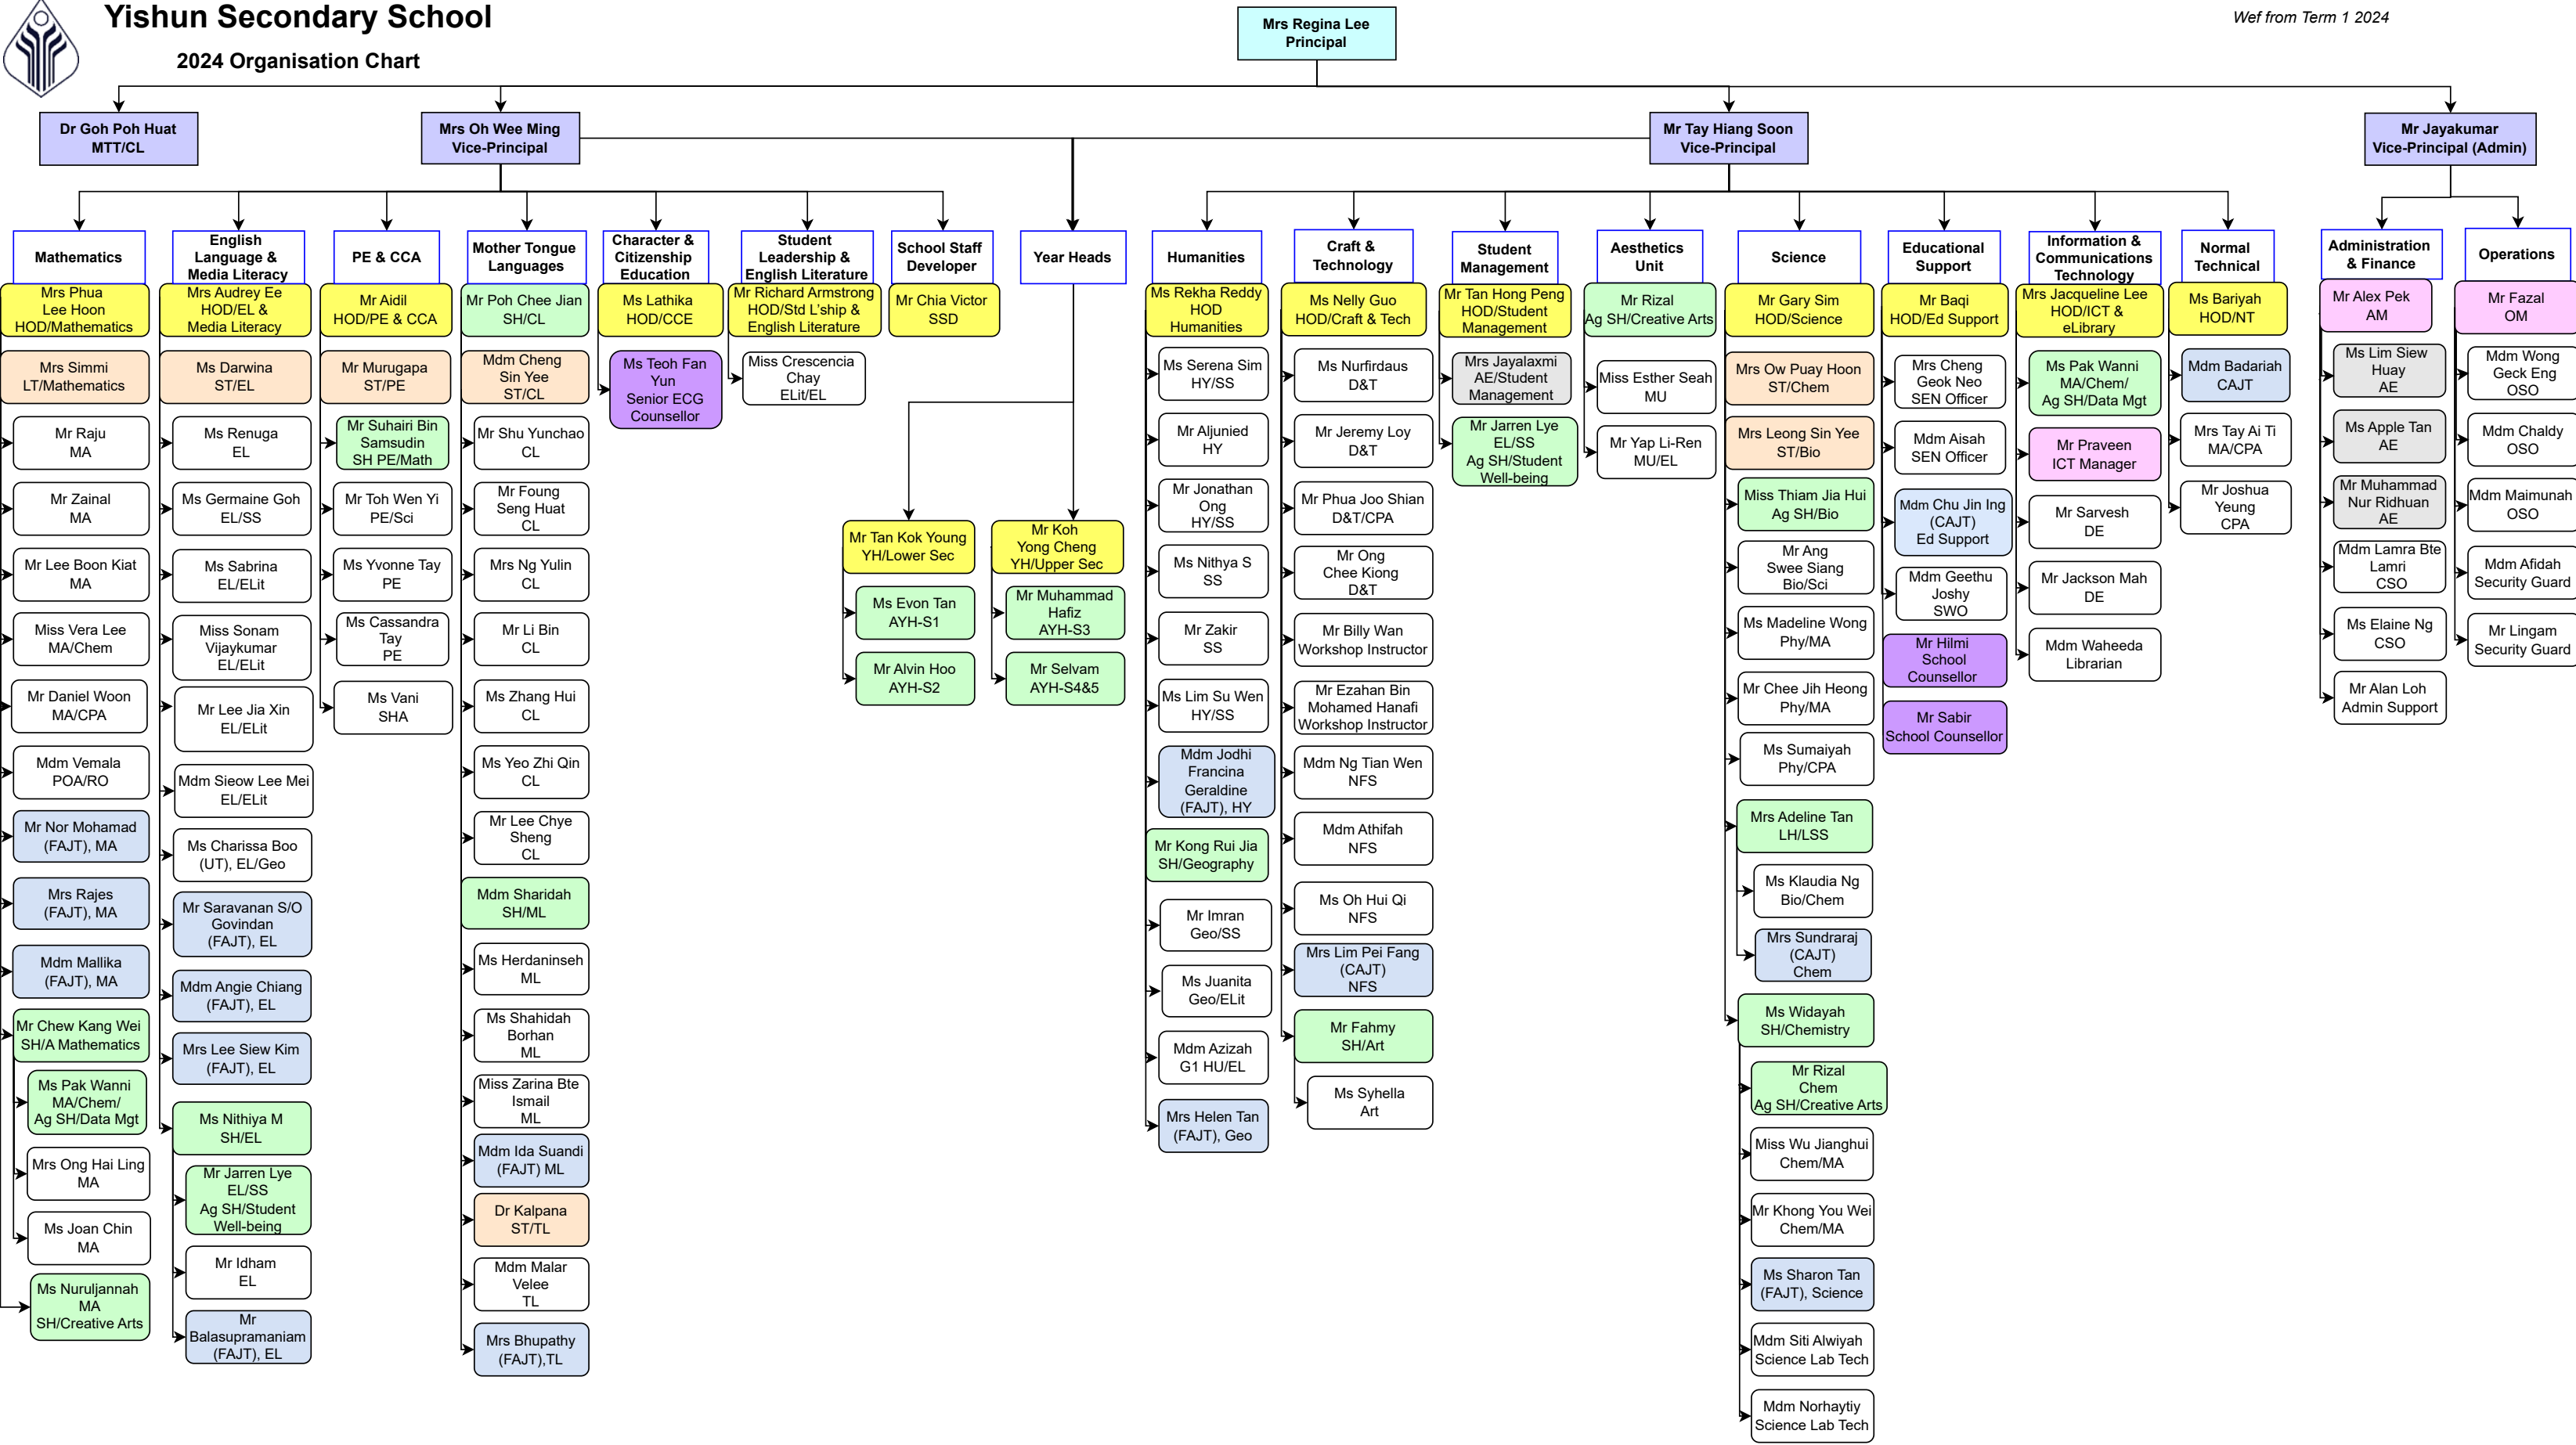 Yishun Secondary School
2024 Organisation Chart
Wef from Term 1 2024
Mrs Regina Lee
Principal
Dr Goh Poh Huat
MTT/CL
Mrs Oh Wee Ming
Vice-Principal
Mr Tay Hiang Soon
Vice-Principal
Mr Jayakumar
Vice-Principal (Admin)
Mathematics
Mrs Phua
Lee Hoon
HOD/Mathematics
Mrs Simmi
LT/Mathematics
Mr Raju
MA
Mr Zainal
MA
Mr Lee Boon Kiat
MA
Miss Vera Lee
MA/Chem
Mr Daniel Woon
MA/CPA
Mdm Vemala
POA/RO
Mr Nor Mohamad
(FAJT), MA
Mrs Rajes
(FAJT), MA
Mdm Mallika
(FAJT), MA
Mr Chew Kang Wei
SH/A Mathematics
Ms Pak Wanni
MA/Chem/
Ag SH/Data Mgt
Mrs Ong Hai Ling
MA
Ms Joan Chin
MA
Ms Nuruljannah
MA
SH/Creative Arts
English
Language &
Media Literacy
Mrs Audrey Ee
HOD/EL &
Media Literacy
Ms Darwina
ST/EL
Ms Renuga
EL
Ms Germaine Goh
EL/SS
Ms Sabrina
EL/ELit
Miss Sonam
Vijaykumar
EL/ELit
Mr Lee Jia Xin
EL/ELit
Mdm Sieow Lee Mei
EL/ELit
Ms Charissa Boo
(UT), EL/Geo
Mr Saravanan S/O
Govindan
(FAJT), EL
Mdm Angie Chiang
(FAJT), EL
Mrs Lee Siew Kim
(FAJT), EL
Ms Nithiya M
SH/EL
Mr Jarren Lye
EL/SS
Ag SH/Student
Well-being
Mr Idham
EL
Mr
Balasupramaniam
(FAJT), EL
PE & CCA
Mr Aidil
HOD/PE & CCA
Mr Murugapa
ST/PE
Mr Suhairi Bin
Samsudin
SH PE/Math
Mr Toh Wen Yi
PE/Sci
Ms Yvonne Tay
PE
Ms Cassandra
Tay
PE
Ms Vani
SHA
Mother Tongue
Languages
Mr Poh Chee Jian
SH/CL
Mdm Cheng
Sin Yee
ST/CL
Mr Shu Yunchao
CL
Mr Foung
Seng Huat
CL
Mrs Ng Yulin
CL
Mr Li Bin
CL
Ms Zhang Hui
CL
Ms Yeo Zhi Qin
CL
Mr Lee Chye
Sheng
CL
Mdm Sharidah
SH/ML
Ms Herdaninseh
ML
Ms Shahidah
Borhan
ML
Miss Zarina Bte
Ismail
ML
Mdm Ida Suandi
(FAJT) ML
Dr Kalpana
ST/TL
Mdm Malar
Velee
TL
Mrs Bhupathy
(FAJT),TL
Character &
Citizenship
Education
Ms Lathika
HOD/CCE
Ms Teoh Fan
Yun
Senior ECG
Counsellor
Student
Leadership &
English Literature
Mr Richard Armstrong
HOD/Std L'ship &
English Literature
Miss Crescencia
Chay
ELit/EL
School Staff
Developer
Mr Chia Victor
SSD
Year Heads
Mr Tan Kok Young
YH/Lower Sec
Ms Evon Tan
AYH-S1
Mr Alvin Hoo
AYH-S2
Mr Koh
Yong Cheng
YH/Upper Sec
Mr Muhammad
Hafiz
AYH-S3
Mr Selvam
AYH-S4&5
Humanities
Ms Rekha Reddy
HOD
Humanities
Ms Serena Sim
HY/SS
Mr Aljunied
HY
Mr Jonathan
Ong
HY/SS
Ms Nithya S
SS
Mr Zakir
SS
Ms Lim Su Wen
HY/SS
Mdm Jodhi
Francina
Geraldine
(FAJT), HY
Mr Kong Rui Jia
SH/Geography
Mr Imran
Geo/SS
Ms Juanita
Geo/ELit
Mdm Azizah
G1 HU/EL
Mrs Helen Tan
(FAJT), Geo
Craft &
Technology
Ms Nelly Guo
HOD/Craft & Tech
Ms Nurfirdaus
D&T
Mr Jeremy Loy
D&T
Mr Phua Joo Shian
D&T/CPA
Mr Ong
Chee Kiong
D&T
Mr Billy Wan
Workshop Instructor
Mr Ezahan Bin
Mohamed Hanafi
Workshop Instructor
Mdm Ng Tian Wen
NFS
Mdm Athifah
NFS
Ms Oh Hui Qi
NFS
Mrs Lim Pei Fang
(CAJT)
NFS
Mr Fahmy
SH/Art
Ms Syhella
Art
Student
Management
Mr Tan Hong Peng
HOD/Student
Management
Mrs Jayalaxmi
AE/Student
Management
Mr Jarren Lye
EL/SS
Ag SH/Student
Well-being
Aesthetics
Unit
Mr Rizal
Ag SH/Creative Arts
Miss Esther Seah
MU
Mr Yap Li-Ren
MU/EL
Science
Mr Gary Sim
HOD/Science
Mrs Ow Puay Hoon
ST/Chem
Mrs Leong Sin Yee
ST/Bio
Miss Thiam Jia Hui
Ag SH/Bio
Mr Ang
Swee Siang
Bio/Sci
Ms Madeline Wong
Phy/MA
Mr Chee Jih Heong
Phy/MA
Ms Sumaiyah
Phy/CPA
Mrs Adeline Tan
LH/LSS
Ms Klaudia Ng
Bio/Chem
Mrs Sundraraj
(CAJT)
Chem
Ms Widayah
SH/Chemistry
Mr Rizal
Chem
Ag SH/Creative Arts
Miss Wu Jianghui
Chem/MA
Mr Khong You Wei
Chem/MA
Ms Sharon Tan
(FAJT), Science
Mdm Siti Alwiyah
Science Lab Tech
Mdm Norhaytiy
Science Lab Tech
Educational
Support
Mr Baqi
HOD/Ed Support
Mrs Cheng
Geok Neo
SEN Officer
Mdm Aisah
SEN Officer
Mdm Chu Jin Ing
(CAJT)
Ed Support
Mdm Geethu
Joshy
SWO
Mr Hilmi
School
Counsellor
Mr Sabir
School Counsellor
Information &
Communications
Technology
Mrs Jacqueline Lee
HOD/ICT &
eLibrary
Ms Pak Wanni
MA/Chem/
Ag SH/Data Mgt
Mr Praveen
ICT Manager
Mr Sarvesh
DE
Mr Jackson Mah
DE
Mdm Waheeda
Librarian
Normal
Technical
Ms Bariyah
HOD/NT
Mdm Badariah
CAJT
Mrs Tay Ai Ti
MA/CPA
Mr Joshua
Yeung
CPA
Administration
& Finance
Mr Alex Pek
AM
Ms Lim Siew
Huay
AE
Ms Apple Tan
AE
Mr Muhammad
Nur Ridhuan
AE
Mdm Lamra Bte
Lamri
CSO
Ms Elaine Ng
CSO
Mr Alan Loh
Admin Support
Operations
Mr Fazal
OM
Mdm Wong
Geck Eng
OSO
Mdm Chaldy
OSO
Mdm Maimunah
OSO
Mdm Afidah
Security Guard
Mr Lingam
Security Guard